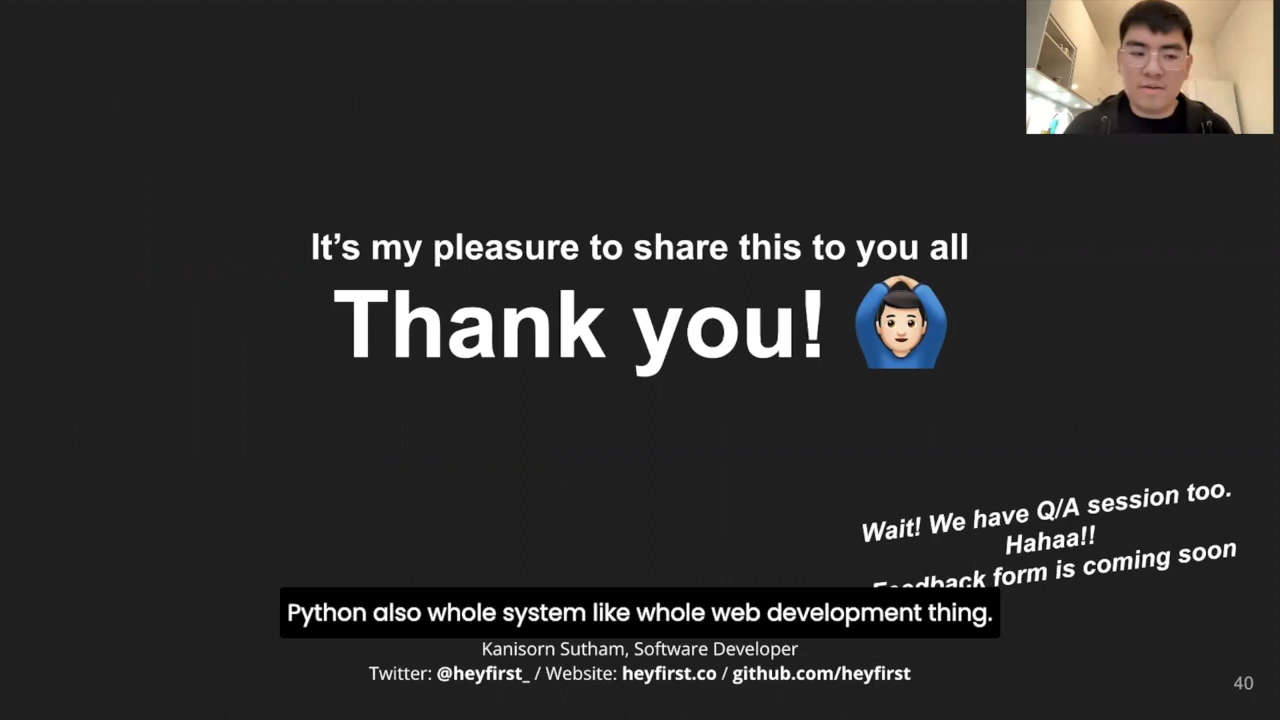 It’s my pleasure to share this to you all
Thank you!
Wait! We have Q/A session too.
Hahaa!!
Feedback form is coming soon
Python also whole system like whole web development thing.
Kanisorn Sutham, Software Developer
Twitter: @heyfirst_ / Website: heyfirst.co / github.com/heyfirst
40